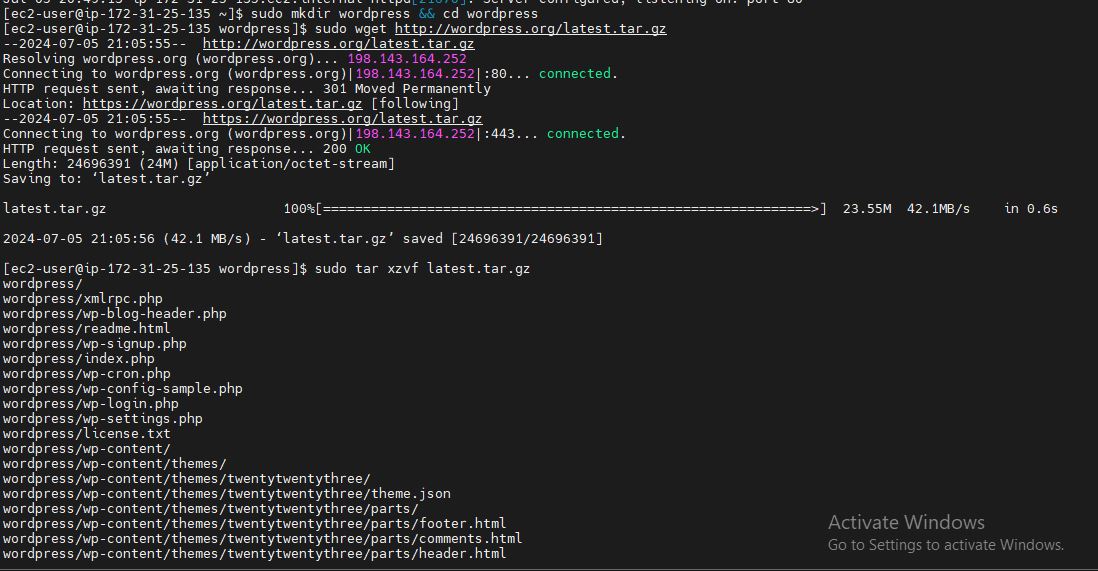 [ec2-user@ip-172-31-25-135 ~]$ sudo mkdir wordpress && cd wordpress
[ec2-user@ip-172-31-25-135 wordpress]$ sudo wget http://wordpress.org/latest.tar.gz
--2024-07-05 21:05:55--  http://wordpress.org/latest.tar.gz
Resolving wordpress.org (wordpress.org)... 198.143.164.252
Connecting to wordpress.org (wordpress.org)|198.143.164.252|:80... connected.
HTTP request sent, awaiting response... 301 Moved Permanently
Location: https://wordpress.org/latest.tar.gz [following]
--2024-07-05 21:05:55--  https://wordpress.org/latest.tar.gz
Connecting to wordpress.org (wordpress.org)|198.143.164.252|:443... connected.
HTTP request sent, awaiting response... 200 OK
Length: 24696391 (24M) [application/octet-stream]
Saving to: ‘latest.tar.gz’
latest.tar.gz 100%[=============================================================>] 23.55M 42.1MB/s in 0.6s
2024-07-05 21:05:56 (42.1 MB/s) - ‘latest.tar.gz’ saved [24696391/24696391]
[ec2-user@ip-172-31-25-135 wordpress]$ sudo tar xzvf latest.tar.gz
wordpress/
wordpress/xmlrpc.php
wordpress/wp-blog-header.php
wordpress/readme.html
wordpress/wp-signup.php
wordpress/index.php
wordpress/wp-cron.php
wordpress/wp-config-sample.php
wordpress/wp-login.php
wordpress/wp-settings.php
wordpress/license.txt
wordpress/wp-content/
wordpress/wp-content/themes/
wordpress/wp-content/themes/twentytwentythree/
wordpress/wp-content/themes/twentytwentythree/theme.json
wordpress/wp-content/themes/twentytwentythree/parts/
wordpress/wp-content/themes/twentytwentythree/parts/footer.html
wordpress/wp-content/themes/twentytwentythree/parts/comments.html
wordpress/wp-content/themes/twentytwentythree/parts/header.html
Activate Windows
Go to Settings to activate Windows.